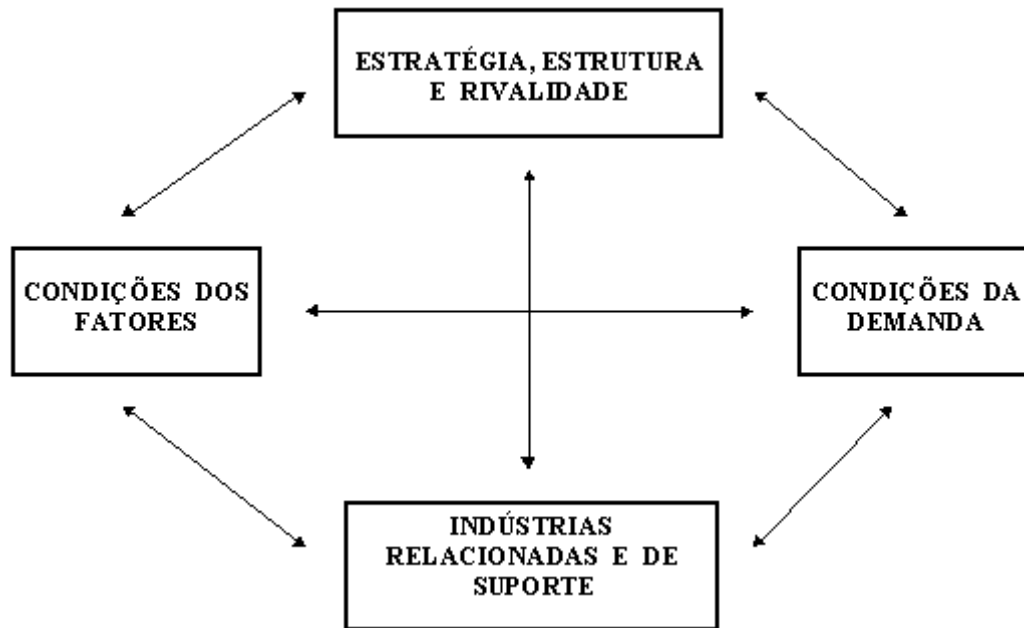 ESTRATÉGIA, ESTRUTURA
E RIVALIDADE
CONDIÇÕES DOS
FATORES
CONDIÇÕES DA
DEMANDA
INDÚSTRIAS
RELACIONADAS E DE
SUPORTE